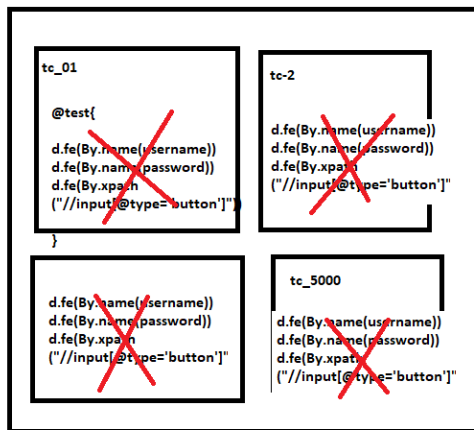 tc_01
@test{
d.fe(By.name(username))
d.fe(By.name(password))
d.fe(By.xpath
("//input[@type='button']"))
}
tc-2
d.fe(By.name(username))
d.fe(By.name(password))
d.fe(By.xpath
("//input[@type='button']"
d.fe(By.name(username))
d.fe(By.name(password))
d.fe(By.xpath
("//input[@type='button']"
tc_5000
d.fe(By.name(username))
d.fe(By.name(password))
d.fe(By.xpath
("//input[@type='button']"